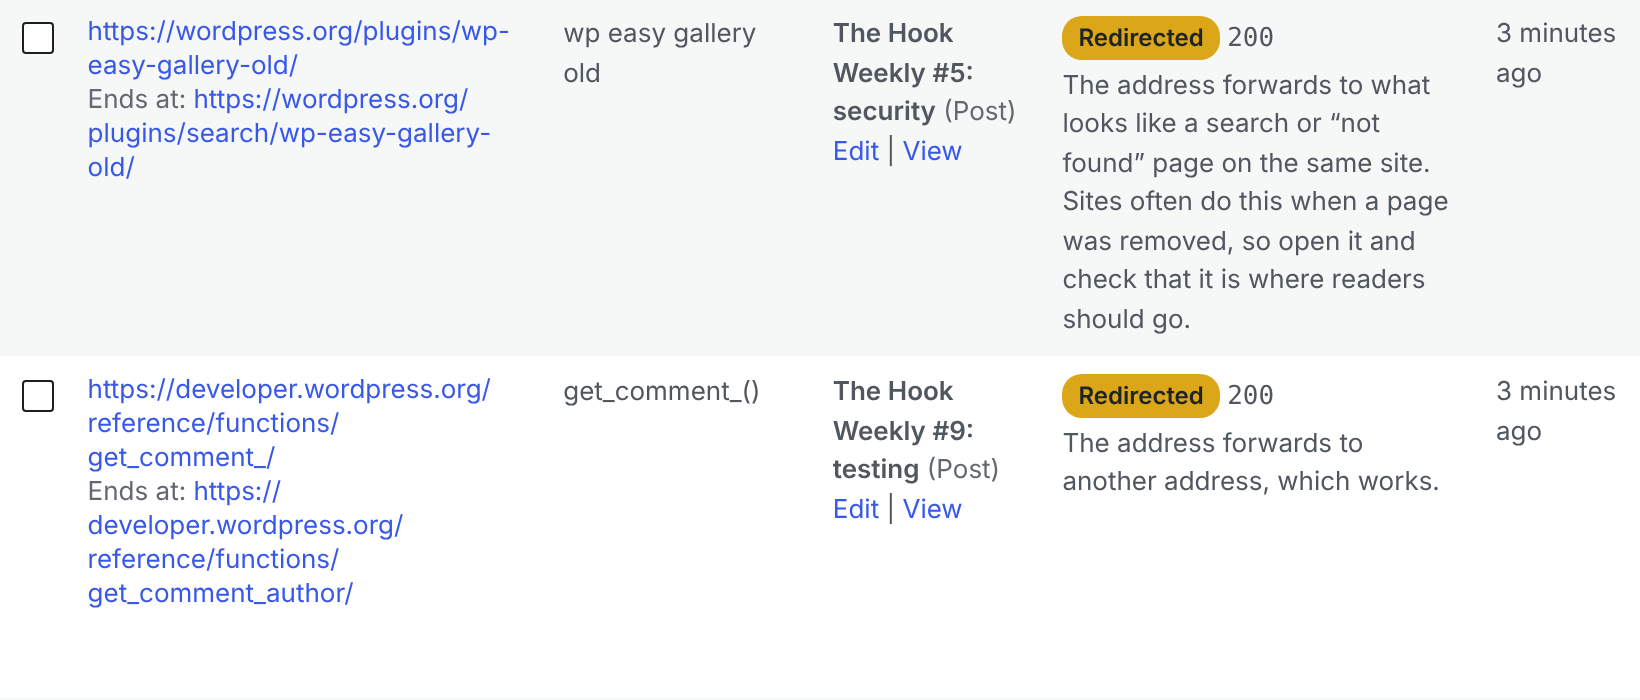 https://wordpress.org/plugins/wp-
easy-gallery-old/
Ends at: https://wordpress.org/
plugins/search/wp-easy-gallery-
old/
wp easy gallery
old
The Hook
Weekly #5:
security (Post)
Edit | View
Redirected 200
The address forwards to what
looks like a search or “not
found” page on the same site.
Sites often do this when a page
was removed, so open it and
check that it is where readers
should go.
3 minutes
ago
https://developer.wordpress.org/
reference/functions/
get_comment_/
Ends at: https://
developer.wordpress.org/
reference/functions/
get_comment_author/
get_comment_()
The Hook
Weekly #9:
testing (Post)
Edit | View
Redirected 200
The address forwards to
another address, which works.
3 minutes
ago